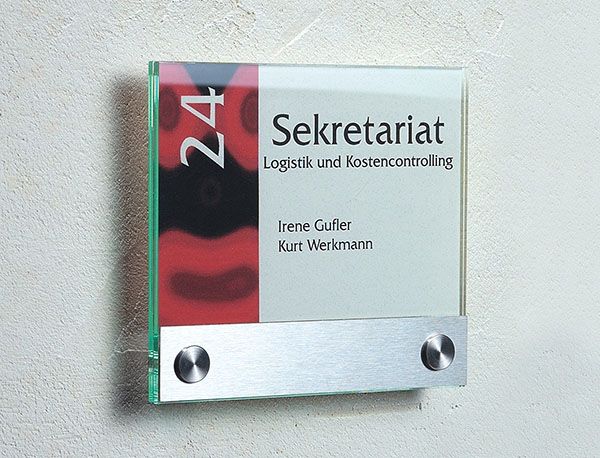 24
Sekretariat
Logistik und Kostencontrolling
Irene Gufler
Kurt Werkmann